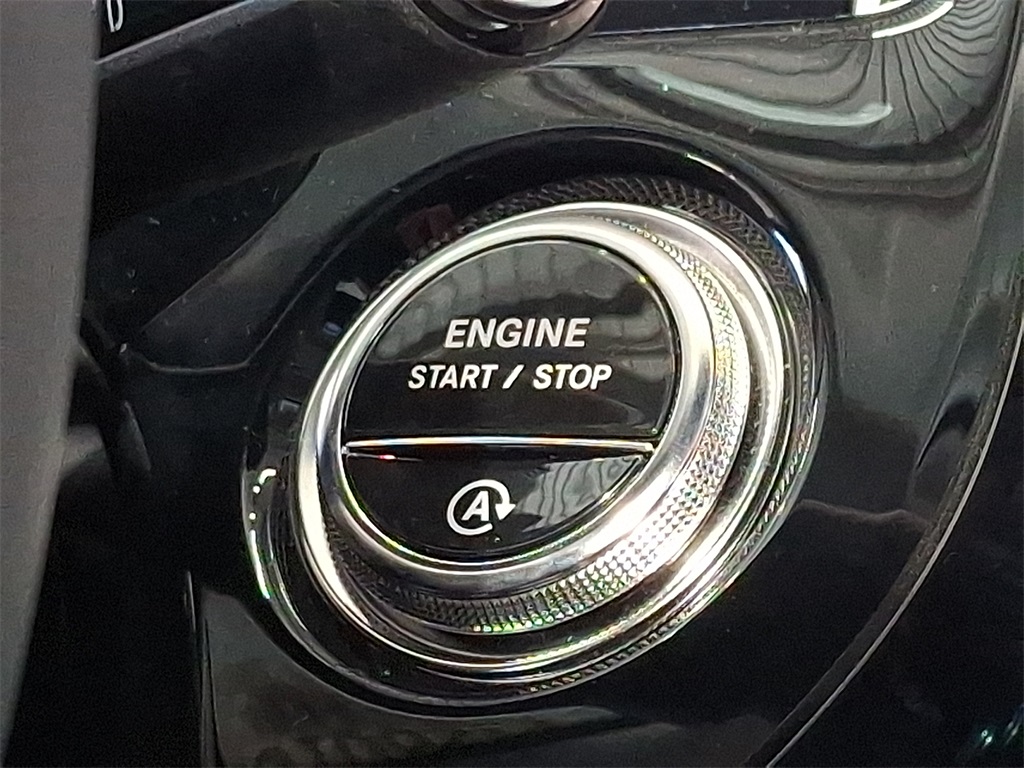 ENGINE
START / STOP
A